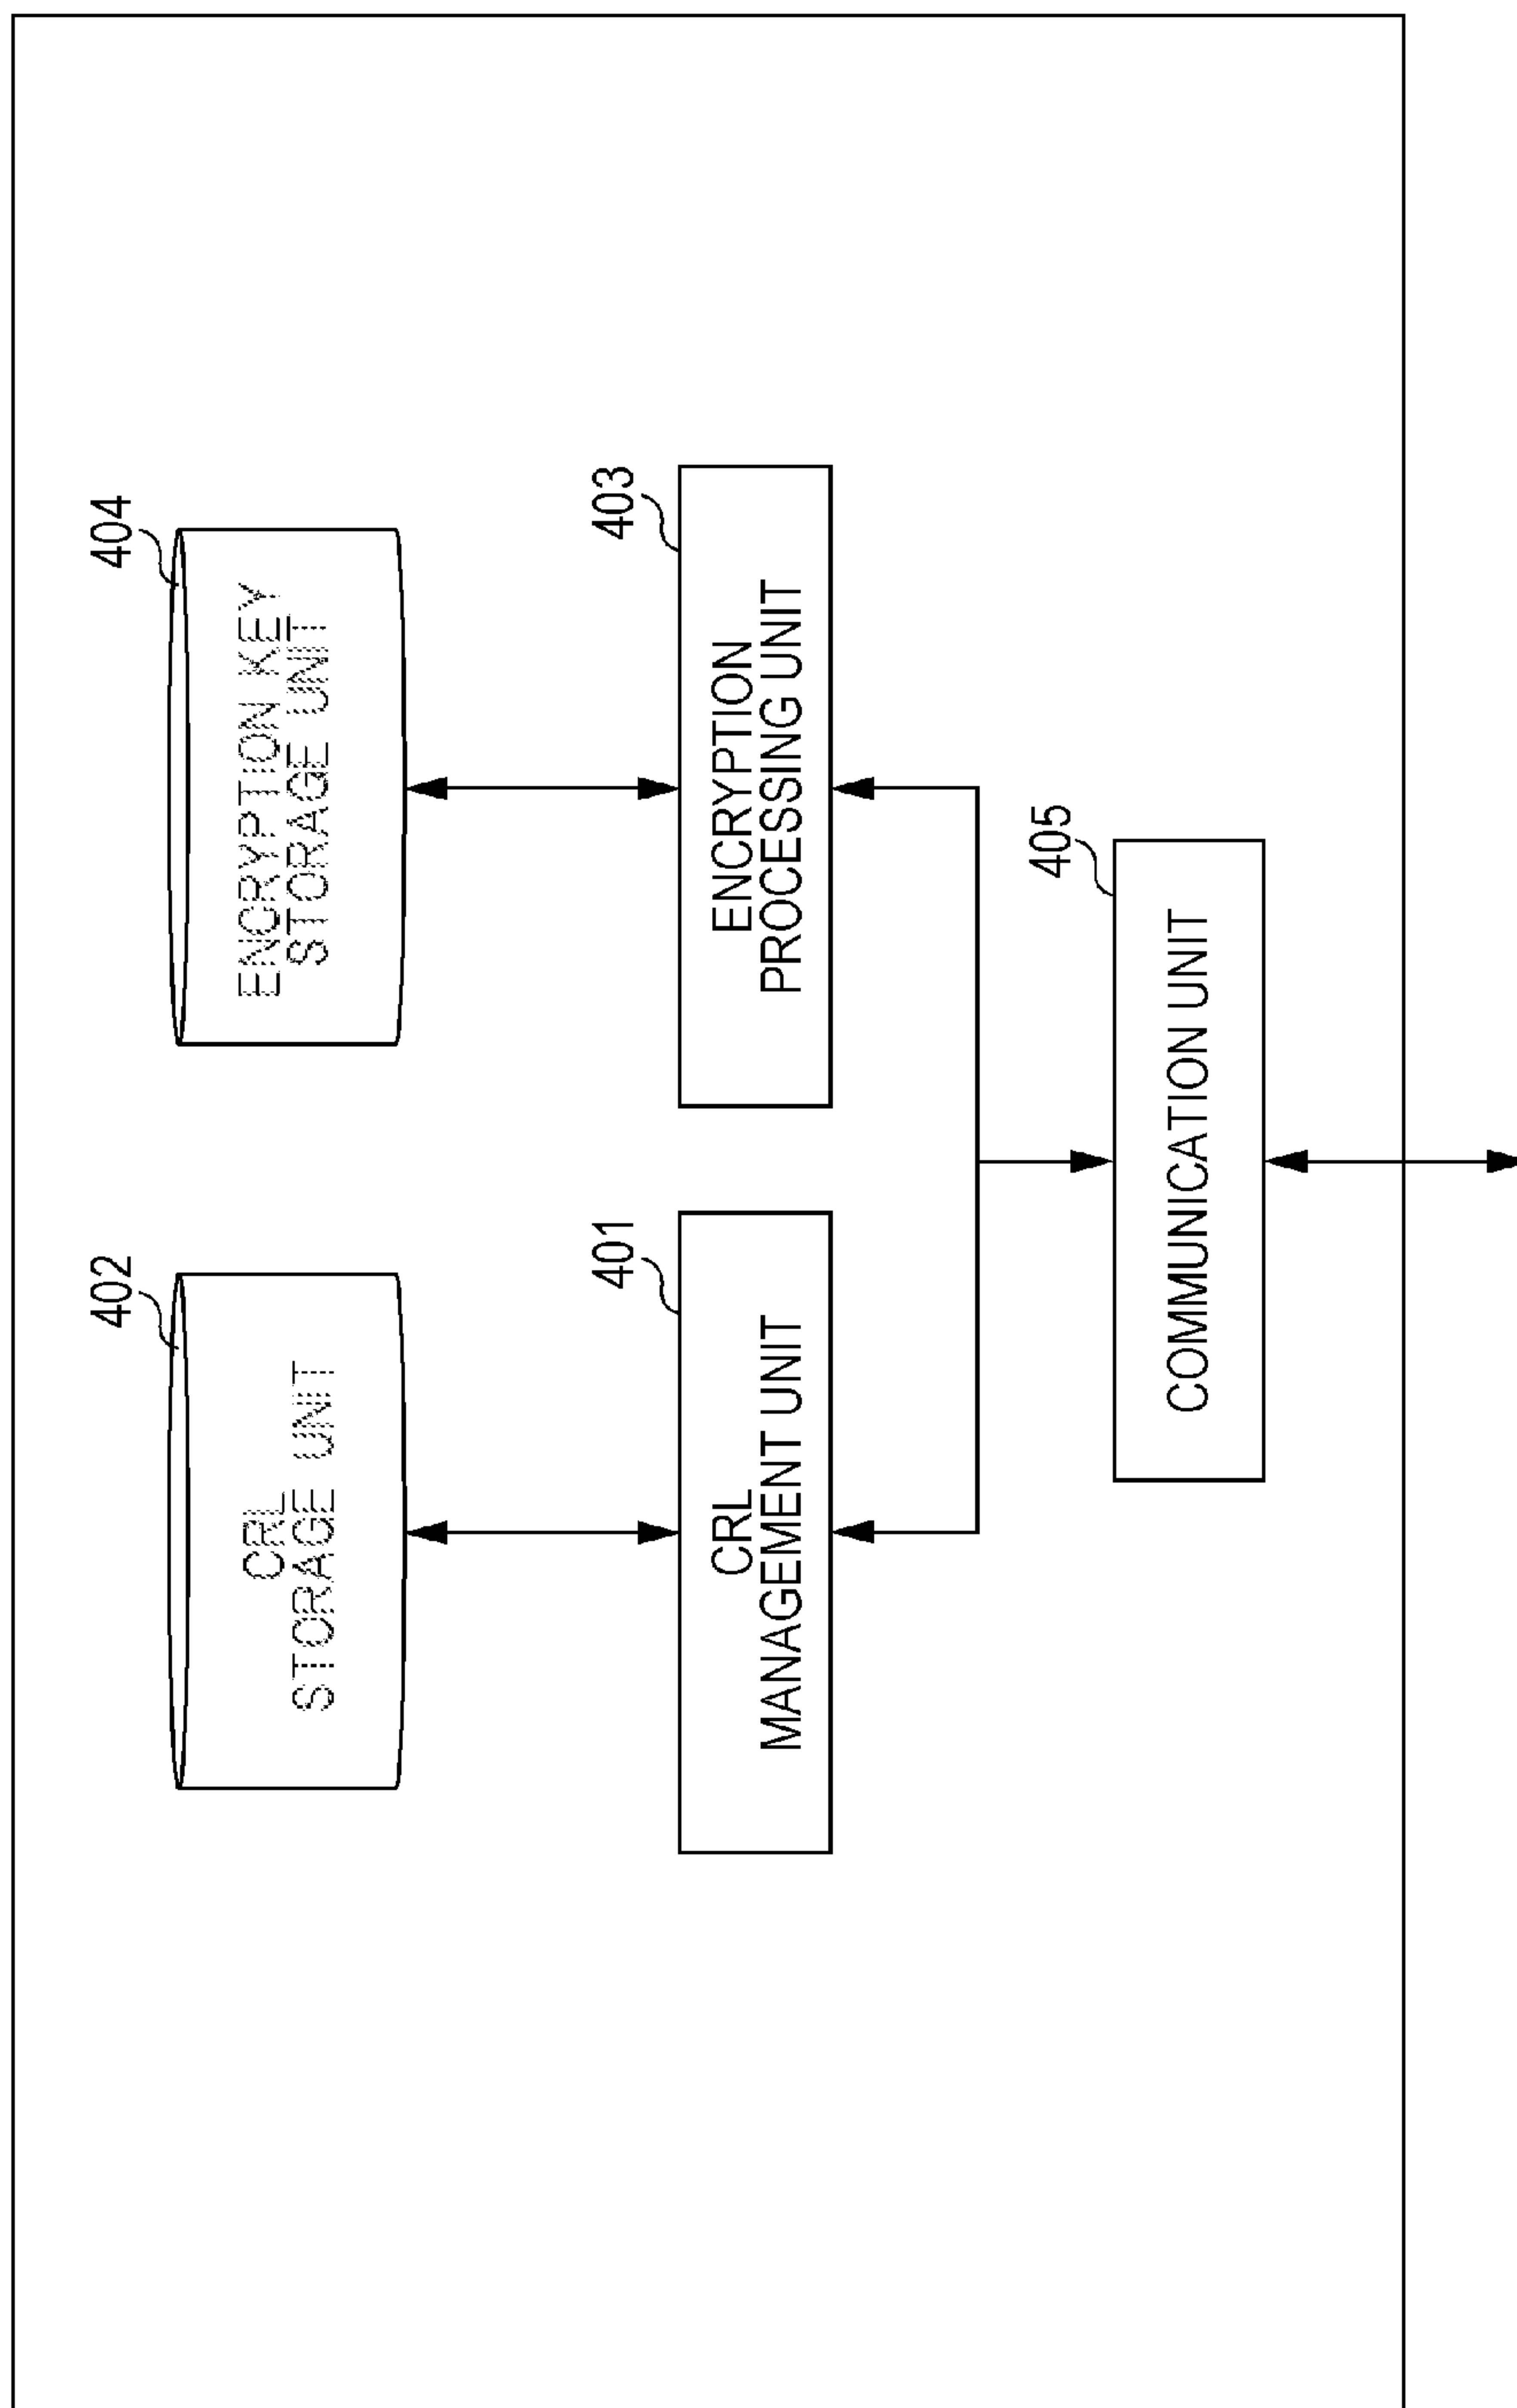 402
CRL
STORAGE UNIT
404
ENCRYPTION KEY
STORAGE UNIT
401
CRL
MANAGEMENT UNIT
403
ENCRYPTION
PROCESSING UNIT
405
COMMUNICATION UNIT